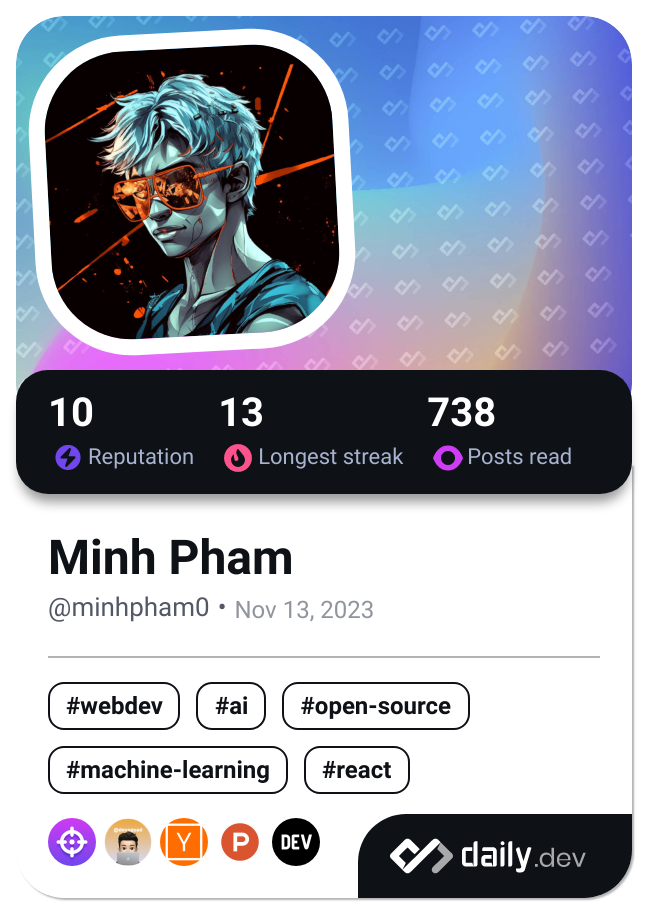 10 13 738
Reputation Longest streak Posts read
Minh Pham
@minhpham0 • Nov 13, 2023
#webdev #ai #open-source
#machine-learning #react
Y P DEV
daily.dev